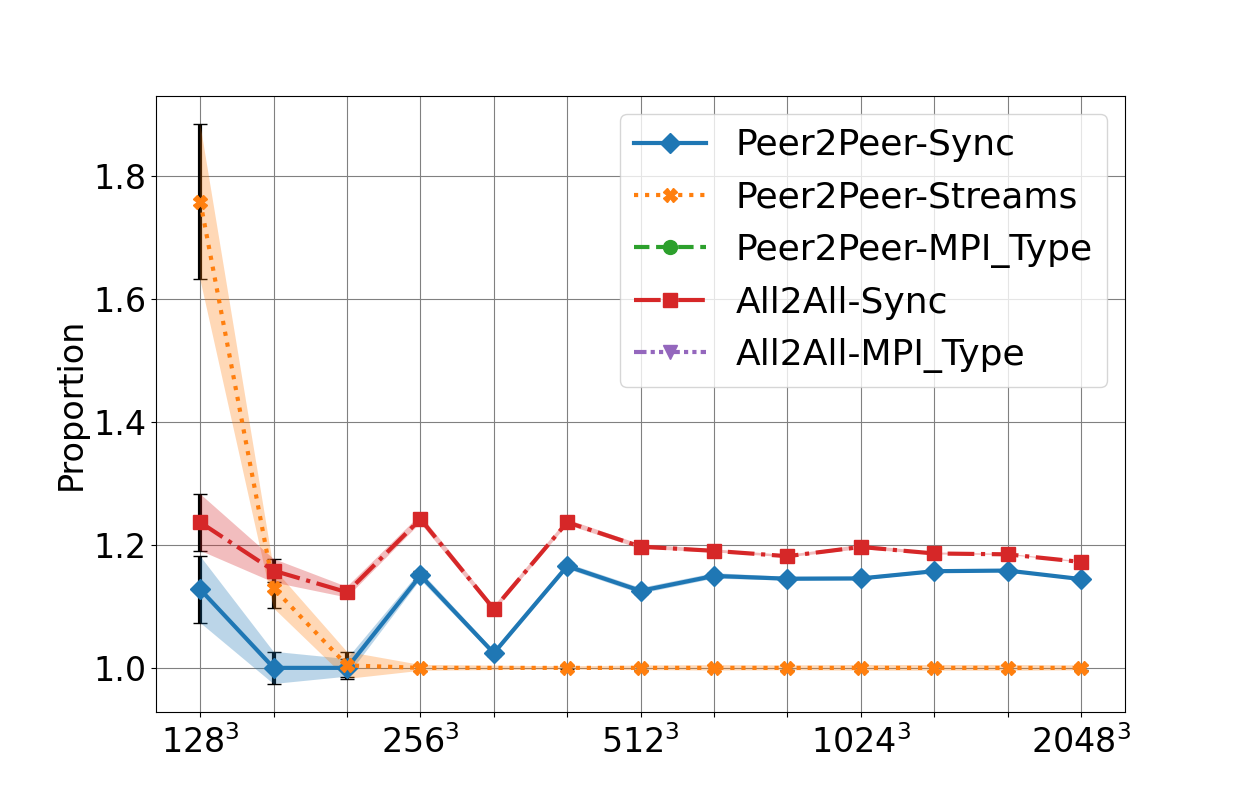 Peer2Peer-Sync
Peer2Peer-Streams
Peer2Peer-MPI_Type
All2All-Sync
All2All-MPI_Type
Proportion
1.8
1.6
1.4
1.2
1.0
128³ 256³ 512³ 1024³ 2048³